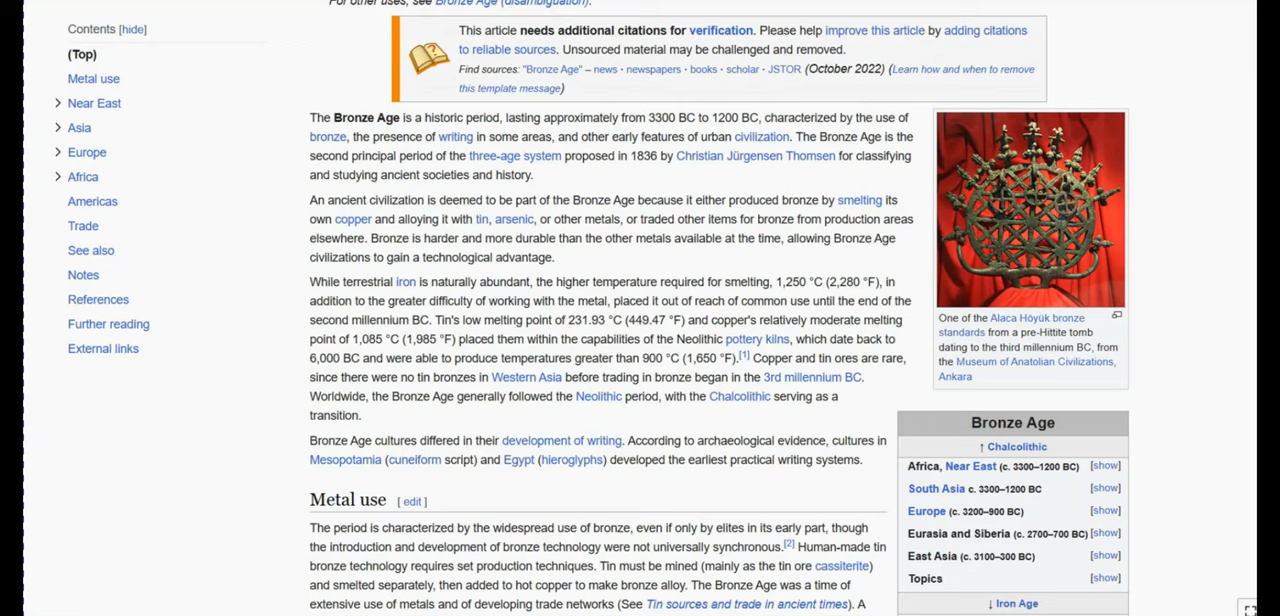 For other uses, see Bronze Age (disambiguation).
Contents [hide]
(Top)
Metal use
Near East
Asia
Europe
Africa
Americas
Trade
See also
Notes
References
Further reading
External links
This article needs additional citations for verification. Please help improve this article by adding citations
to reliable sources. Unsourced material may be challenged and removed.
Find sources: "Bronze Age" – news · newspapers · books · scholar · JSTOR (October 2022) (Learn how and when to remove
this template message)
The Bronze Age is a historic period, lasting approximately from 3300 BC to 1200 BC, characterized by the use of
bronze, the presence of writing in some areas, and other early features of urban civilization. The Bronze Age is the
second principal period of the three-age system proposed in 1836 by Christian Jürgensen Thomsen for classifying
and studying ancient societies and history.
An ancient civilization is deemed to be part of the Bronze Age because it either produced bronze by smelting its
own copper and alloying it with tin, arsenic, or other metals, or traded other items for bronze from production areas
elsewhere. Bronze is harder and more durable than the other metals available at the time, allowing Bronze Age
civilizations to gain a technological advantage.
While terrestrial iron is naturally abundant, the higher temperature required for smelting, 1,250 °C (2,280 °F), in
addition to the greater difficulty of working with the metal, placed it out of reach of common use until the end of the
second millennium BC. Tin's low melting point of 231.93 °C (449.47 °F) and copper's relatively moderate melting
point of 1,085 °C (1,985 °F) placed them within the capabilities of the Neolithic pottery kilns, which date back to
6,000 BC and were able to produce temperatures greater than 900 °C (1,650 °F).[1] Copper and tin ores are rare,
since there were no tin bronzes in Western Asia before trading in bronze began in the 3rd millennium BC.
Worldwide, the Bronze Age generally followed the Neolithic period, with the Chalcolithic serving as a
transition.
Bronze Age cultures differed in their development of writing. According to archaeological evidence, cultures in
Mesopotamia (cuneiform script) and Egypt (hieroglyphs) developed the earliest practical writing systems.
Metal use [ edit ]
The period is characterized by the widespread use of bronze, even if only by elites in its early part, though
the introduction and development of bronze technology were not universally synchronous.[2] Human-made tin
bronze technology requires set production techniques. Tin must be mined (mainly as the tin ore cassiterite)
and smelted separately, then added to hot copper to make bronze alloy. The Bronze Age was a time of
extensive use of metals and of developing trade networks (See Tin sources and trade in ancient times). A
One of the Alaca Höyük bronze
standards from a pre-Hittite tomb
dating to the third millennium BC, from
the Museum of Anatolian Civilizations,
Ankara
Bronze Age
↑ Chalcolithic
Africa, Near East (c. 3300–1200 BC) [show]
South Asia c. 3300–1200 BC [show]
Europe (c. 3200–900 BC) [show]
Eurasia and Siberia (c. 2700–700 BC) [show]
East Asia (c. 3100–300 BC) [show]
Topics [show]
↓ Iron Age